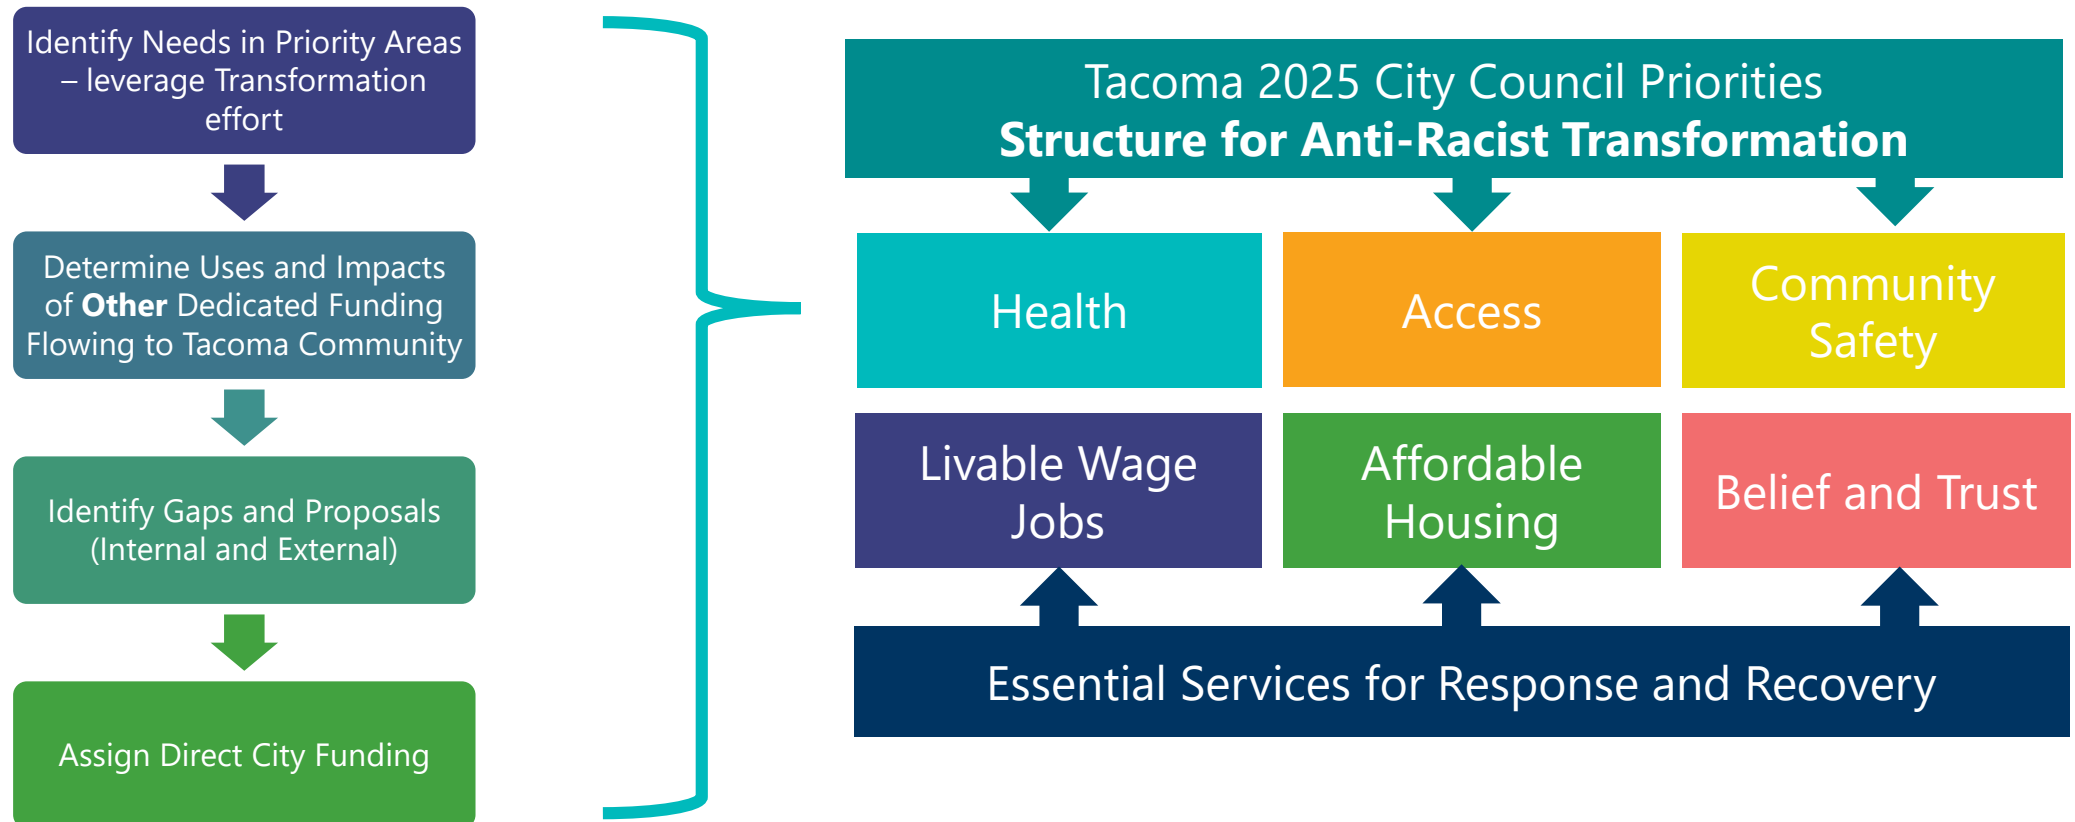 Identify Needs in Priority Areas
– leverage Transformation
effort
Determine Uses and Impacts
of Other Dedicated Funding
Flowing to Tacoma Community
Identify Gaps and Proposals
(Internal and External)
Assign Direct City Funding
Tacoma 2025 City Council Priorities
Structure for Anti-Racist Transformation
Health
Access
Community
Safety
Livable Wage
Jobs
Affordable
Housing
Belief and Trust
Essential Services for Response and Recovery